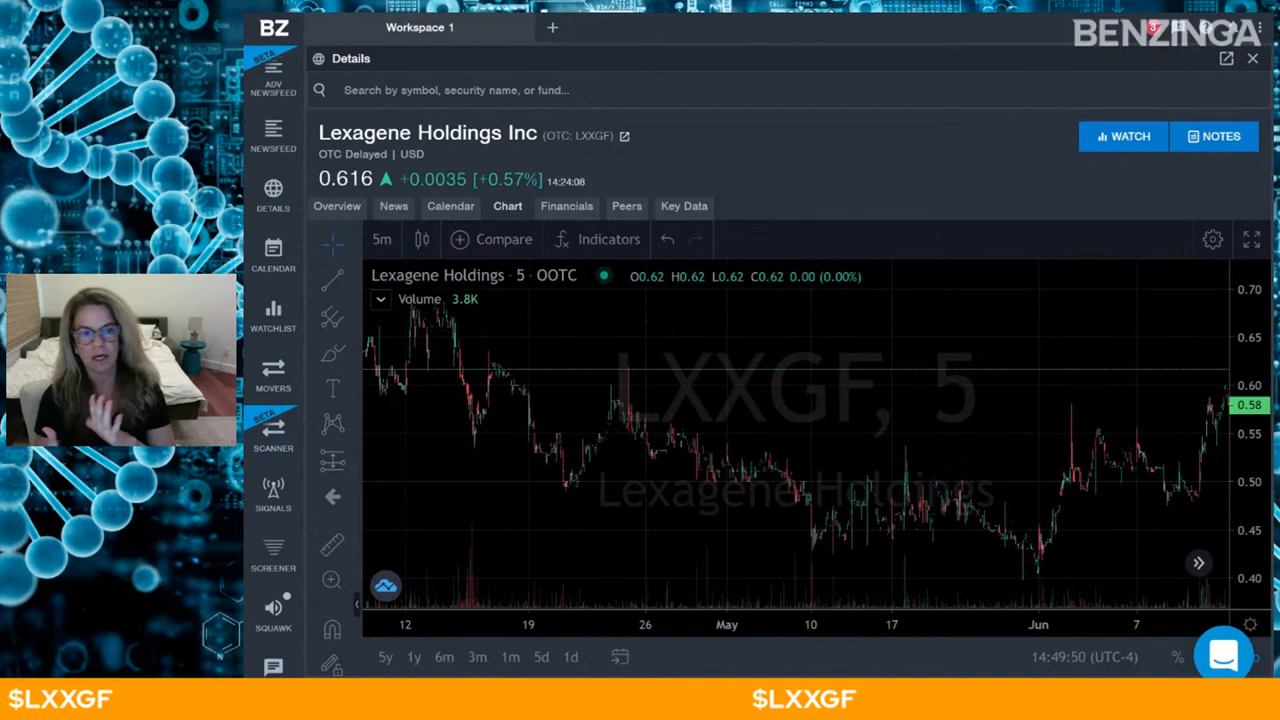 BZ
Workspace 1
BENZINGA
BETA
ADV
NEWSFEED
NEWSFEED
DETAILS
CALENDAR
WATCHLIST
MOVERS
BETA
SCANNER
SIGNALS
SCREENER
SQUAWK
Details
Search by symbol, security name, or fund...
Lexagene Holdings Inc (OTC: LXXGF)
WATCH
NOTES
OTC Delayed | USD
0.616 +0.0035 [+0.57%] 14:24:08
Overview News Calendar Chart Financials Peers Key Data
5m Compare Indicators
Lexagene Holdings · 5 · OOTC O0.62 H0.62 L0.62 C0.62 0.00 (0.00%)
Volume 3.8K
LXXGF, 5
Lexagene Holdings
0.70
0.65
0.60
0.58
0.55
0.50
0.45
0.40
12 19 26 May 10 17 Jun 7
5y 1y 6m 3m 1m 5d 1d 14:49:50 (UTC-4) %
$LXXGF $LXXGF